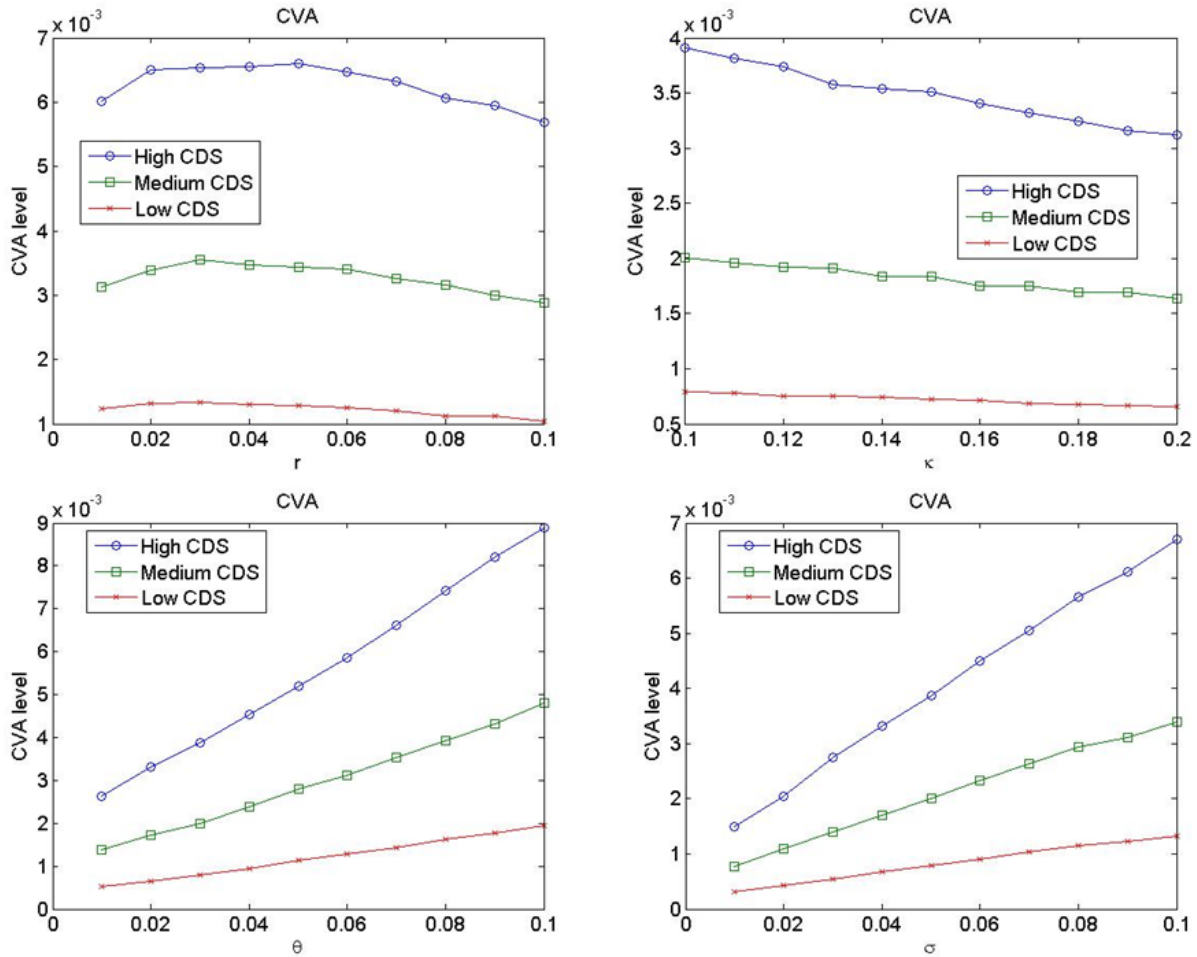 CVA
x 10⁻³
7
6
5
4
3
2
1
CVA level
High CDS
Medium CDS
Low CDS
0
0.02
0.04
0.06
0.08
0.1
r
CVA
x 10⁻³
4
3.5
3
2.5
2
1.5
1
0.5
CVA level
High CDS
Medium CDS
Low CDS
0.1
0.12
0.14
0.16
0.18
0.2
κ
CVA
x 10⁻³
9
8
7
6
5
4
3
2
1
0
CVA level
High CDS
Medium CDS
Low CDS
0
0.02
0.04
0.06
0.08
0.1
θ
CVA
x 10⁻³
7
6
5
4
3
2
1
0
CVA level
High CDS
Medium CDS
Low CDS
0
0.02
0.04
0.06
0.08
0.1
σ